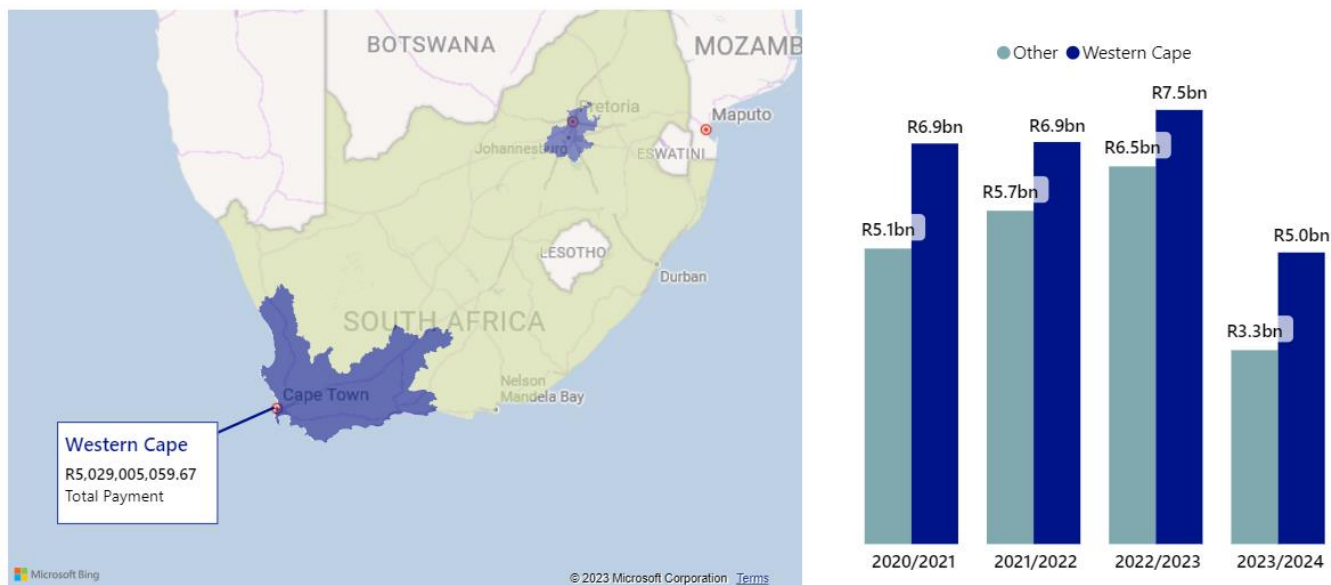 BOTSWANA
MOZAMB
Pretoria
Maputo
Johannesburg
ESWATINI
LESOTHO
Durban
SOUTH AFRICA
Nelson
Mandela Bay
Cape Town
Western Cape
R5,029,005,059.67
Total Payment
Microsoft Bing
© 2023 Microsoft Corporation Terms
Other Western Cape
R5.1bn
R6.9bn
R5.7bn
R6.9bn
R6.5bn
R7.5bn
R3.3bn
R5.0bn
2020/2021 2021/2022 2022/2023 2023/2024